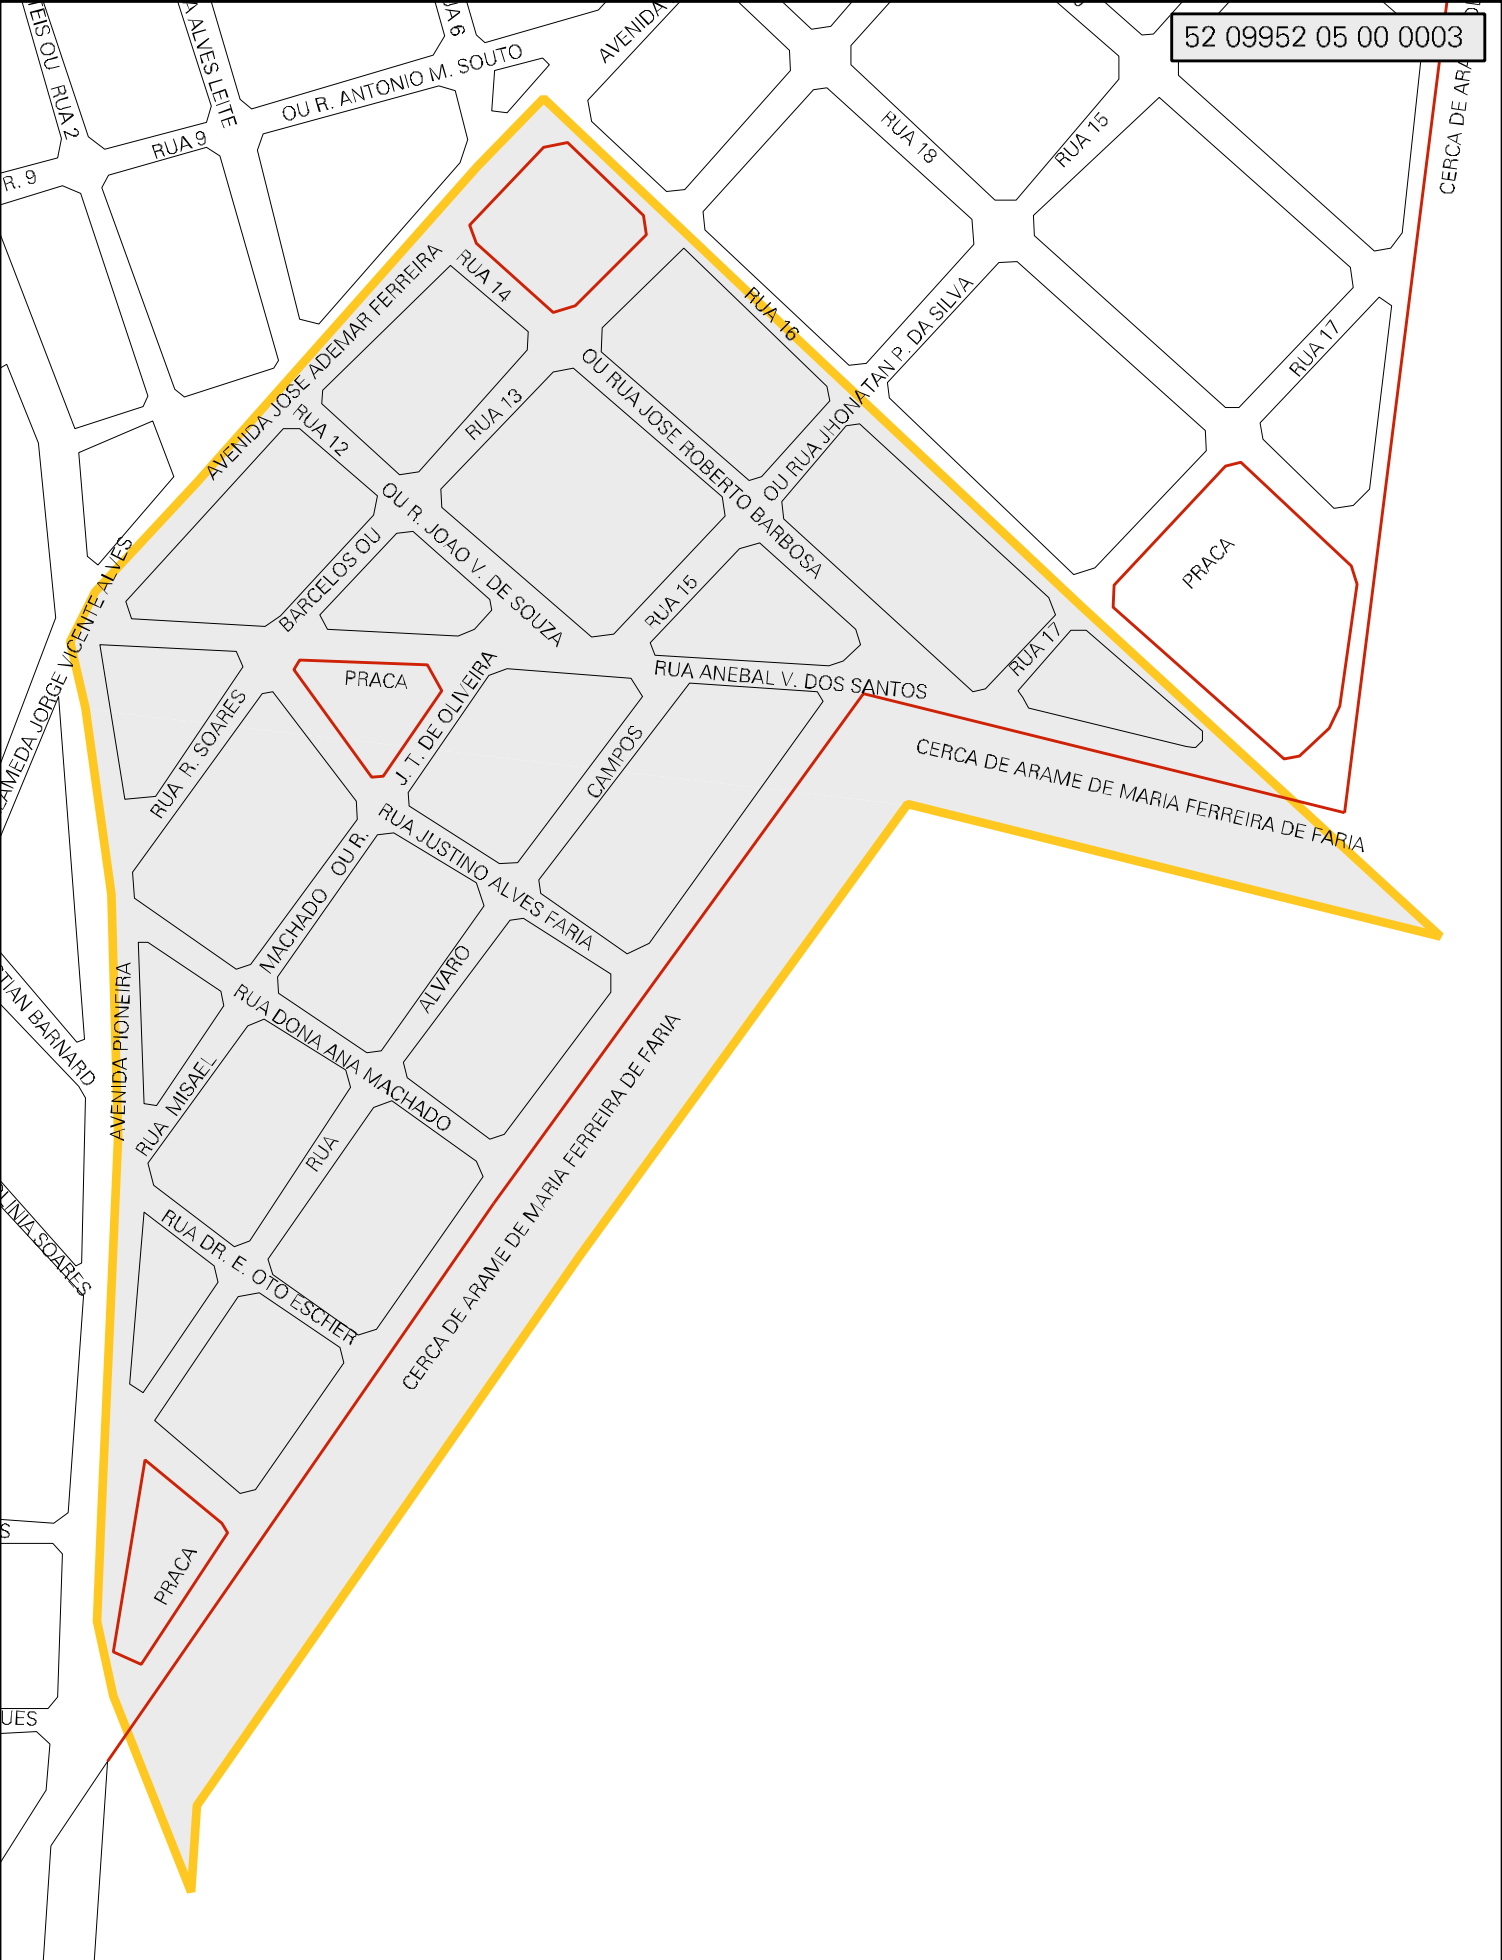 52 09952 05 00 0003
RUA 2
ALVES LEITE
OU R. ANTONIO M. SOUTO
AVENIDA
RUA 9
R. 9
RUA 18
RUA 15
CERCA DE
RUA 14
AVENIDA JOSE ADEMAR FERREIRA
RUA 16
OU RUA JHONATAN P. DA SILVA
RUA 17
RUA 13
OU RUA JOSE ROBERTO BARBOSA
RUA 12
OU R. JOAO V. DE SOUZA
BARCELOS OU
RUA 15
PRACA
JORGE VICENTE ALVES
RUA ANEBAL V. DOS SANTOS
RUA 17
PRACA
J. T. DE OLIVEIRA
RUA R. SOARES
CAMPOS
CERCA DE ARAME DE MARIA FERREIRA DE FARIA
RUA JUSTINO ALVES FARIA
MACHADO OU R.
ALVARO
RUA DONA ANA MACHADO
AVENIDA PIONEIRA
BARNARD
RUA MISAEL
RUA
CERCA DE ARAME DE MARIA FERREIRA DE FARIA
RUA DR. E. OTO ESCHER
SOARES
PRACA
S
UES